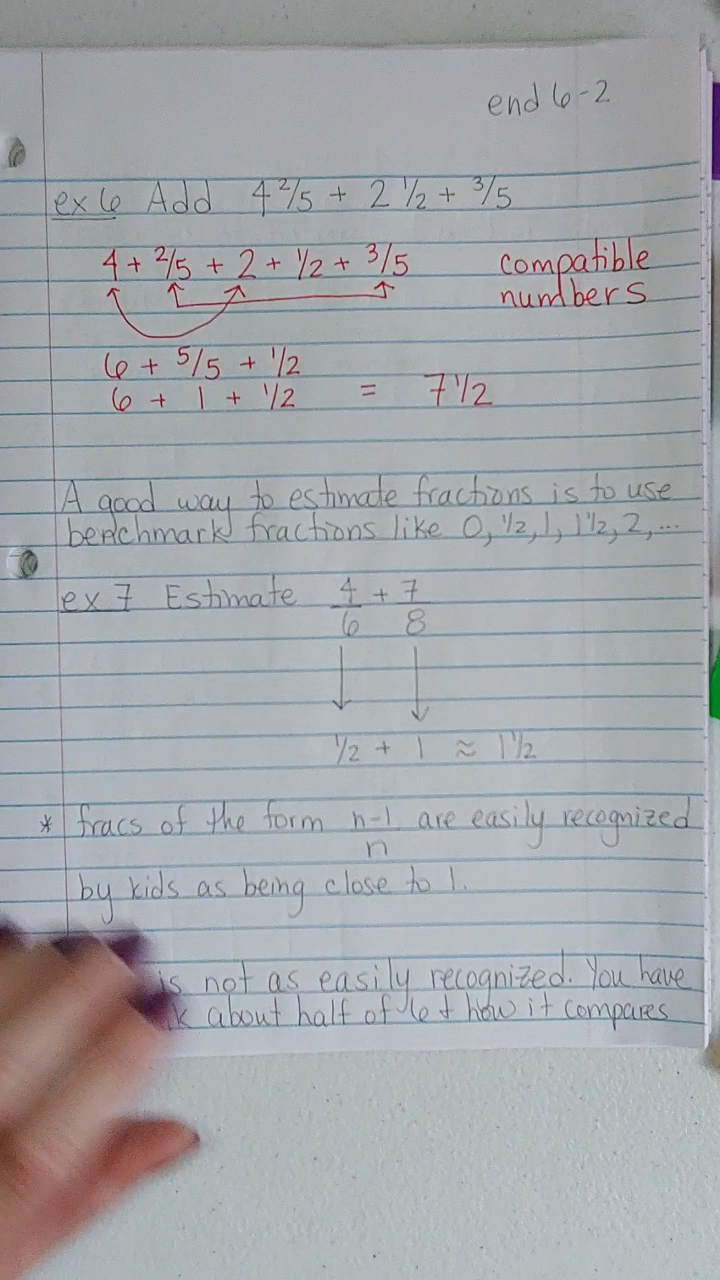 end 6-2
ex 6 Add 4 2/5 + 2 1/2 + 3/5
4 + 2/5 + 2 + 1/2 + 3/5 compatible
numbers
6 + 5/5 + 1/2
6 + 1 + 1/2 = 7 1/2
A good way to estimate fractions is to use
benchmark fractions like 0, 1/2, 1, 1 1/2, 2, ...
ex 7 Estimate 4/6 + 7/8
1/2 + 1 ≈ 1 1/2
* fracs of the form n-1/n are easily recognized
by kids as being close to 1.
is not as easily recognized. You have
about half of 6 & how it compares